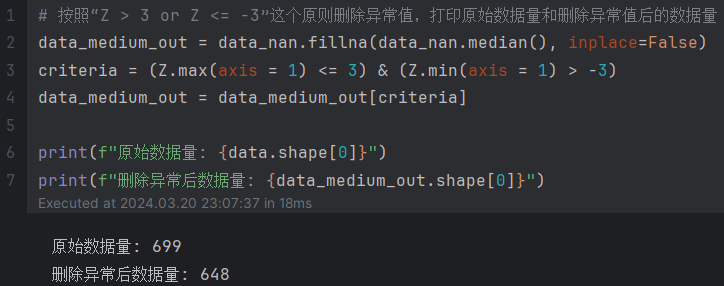 1 # 按照“Z > 3 or Z <= -3”这个原则删除异常值，打印原始数据量和删除异常值后的数据量
2 data_medium_out = data_nan.fillna(data_nan.median(), inplace=False)
3 criteria = (Z.max(axis = 1) <= 3) & (Z.min(axis = 1) > -3)
4 data_medium_out = data_medium_out[criteria]
5
6 print(f"原始数据量: {data.shape[0]}")
7 print(f"删除异常后数据量: {data_medium_out.shape[0]}")
Executed at 2024.03.20 23:07:37 in 18ms
原始数据量: 699
删除异常后数据量: 648